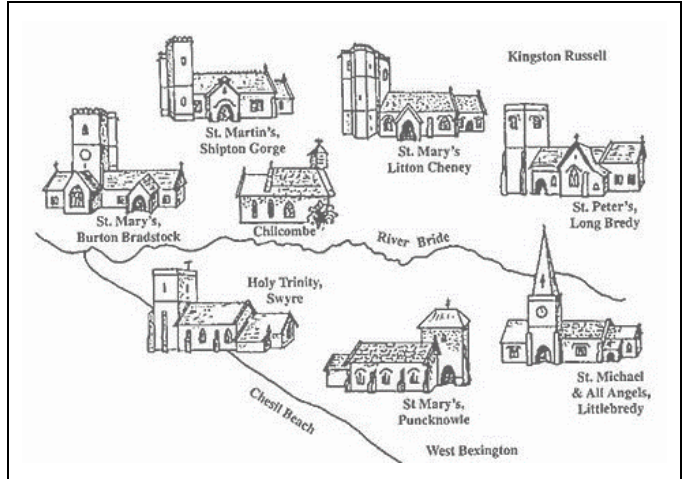 Kingston Russell
St. Martin's,
Shipton Gorge
St. Mary's
Litton Cheney
St. Peter's,
Long Bredy
St. Mary's,
Burton Bradstock
Chilcombe
River Bride
Holy Trinity,
Swyre
St. Michael
& All Angels,
Littlebredy
St Mary's,
Puncknowle
Chesil Beach
West Bexington